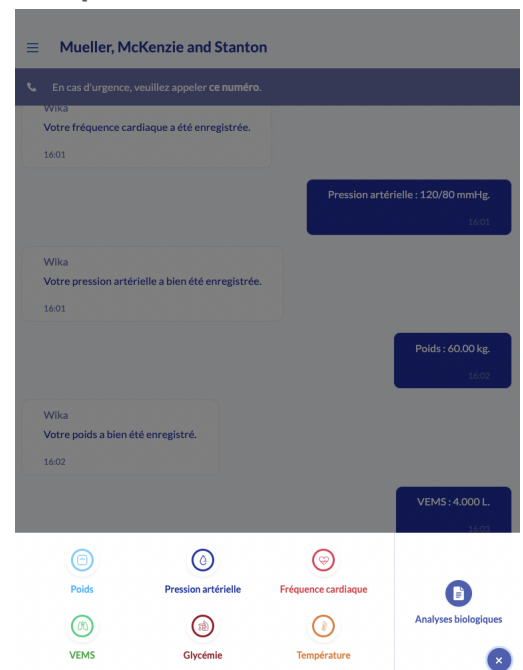 Mueller, McKenzie and Stanton
En cas d'urgence, veuillez appeler ce numéro.
Wika
Votre fréquence cardiaque a été enregistrée.
16:01
Pression artérielle : 120/80 mmHg.
16:01
Wika
Votre pression artérielle a bien été enregistrée.
16:01
Poids : 60.00 kg.
16:02
Wika
Votre poids a bien été enregistré.
16:02
VEMS : 4.000 L.
16:03
Poids
Pression artérielle
Fréquence cardiaque
Analyses biologiques
VEMS
Glycémie
Température